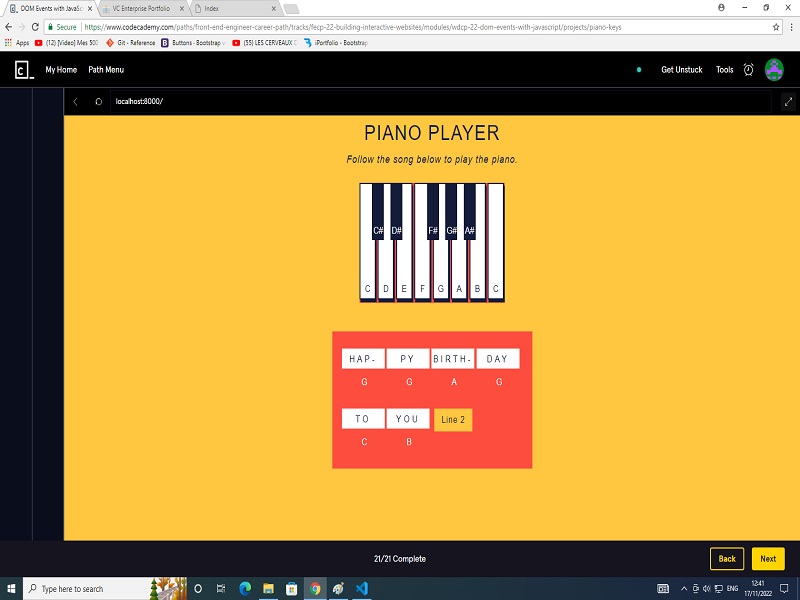 DOM Events with JavaSc
VC Enterprise Portfolio
Index
Secure
https://www.codecademy.com/paths/front-end-engineer-career-path/tracks/fecp-22-building-interactive-websites/modules/wdcp-22-dom-events-with-javascript/projects/piano-keys
Apps
(12) [Video] Mes 500
Git - Reference
Buttons · Bootstrap
(55) LES CERVEAUX
iPortfolio - Bootstrap
My Home
Path Menu
Get Unstuck
Tools
localhost:8000/
PIANO PLAYER
Follow the song below to play the piano.
C# D# F# G# A#
C D E F G A B C
HAP- PY BIRTH- DAY
G G A G
TO YOU Line 2
C B
21/21 Complete
Back
Next
Type here to search
ENG
12:41
17/11/2022